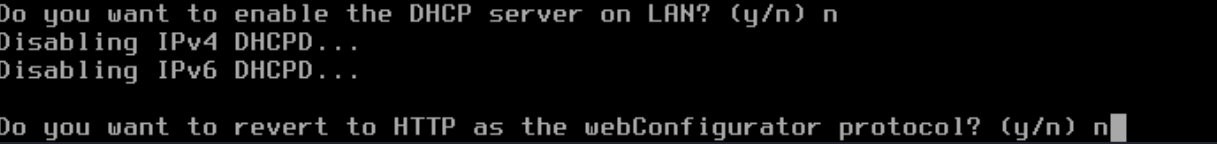 Do you want to enable the DHCP server on LAN? (y/n) n
Disabling IPv4 DHCPD...
Disabling IPv6 DHCPD...
Do you want to revert to HTTP as the webConfigurator protocol? (y/n) n